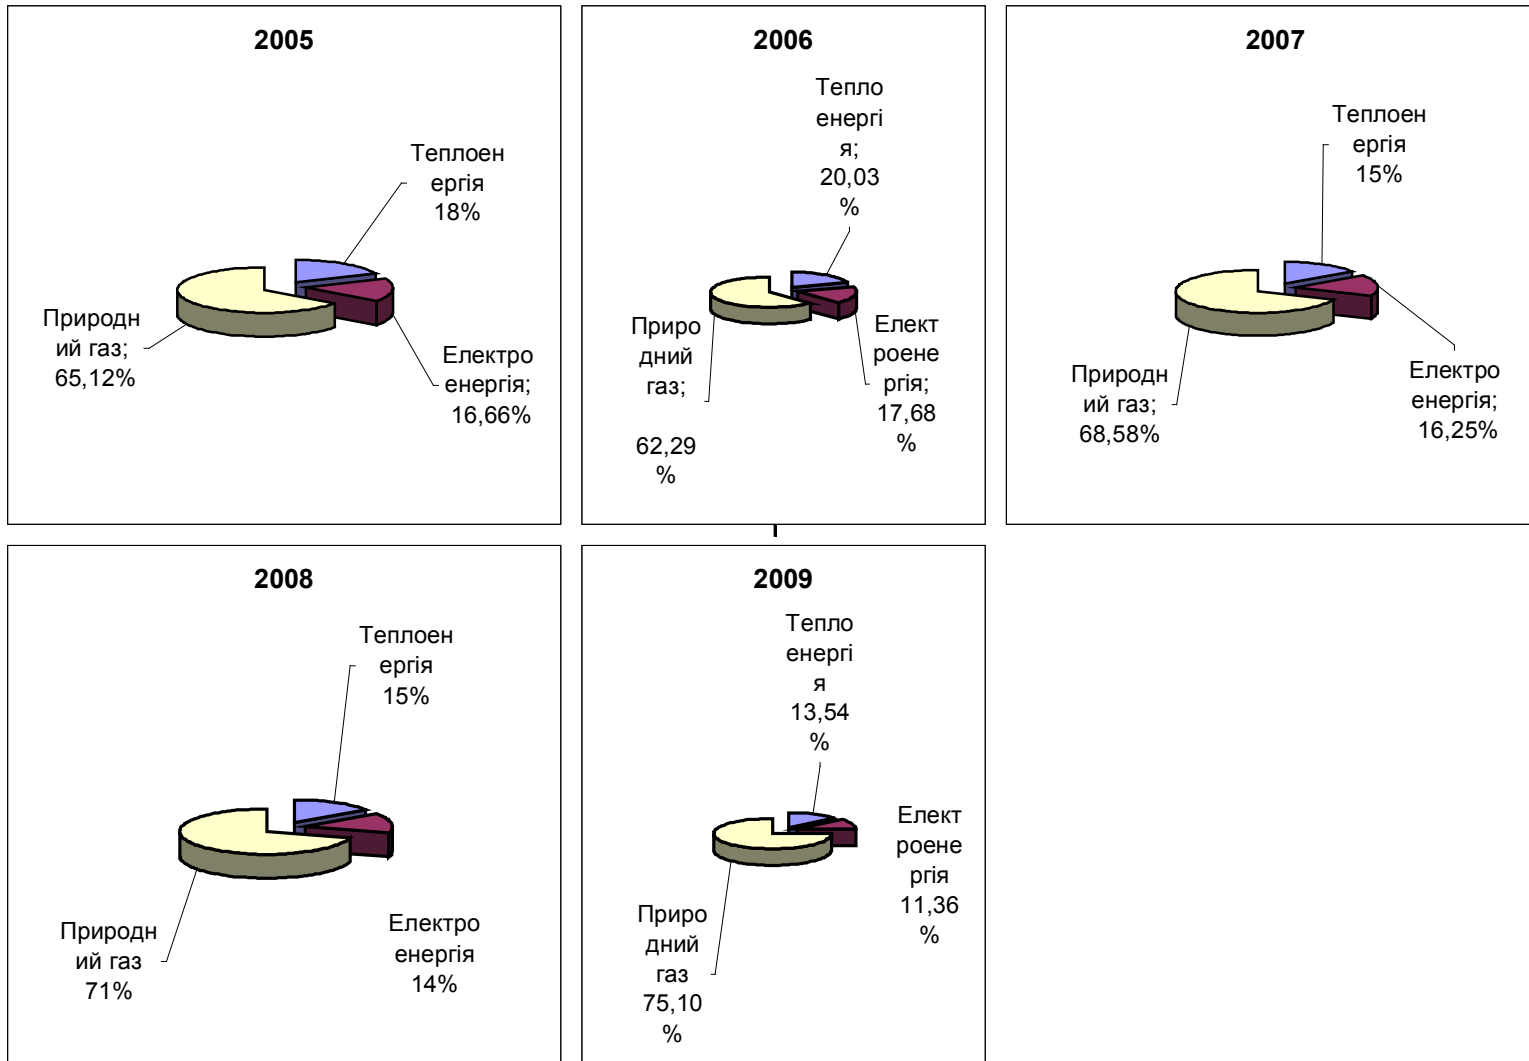 2005
Теплоен
ергія
18%
Природн
ий газ;
65,12%
Електро
енергія;
16,66%
2006
Тепло
енергі
я;
20,03
%
Приро
дний
газ;
62,29
%
Елект
роене
ргія;
17,68
%
2007
Теплоен
ергія
15%
Природн
ий газ;
68,58%
Електро
енергія;
16,25%
2008
Теплоен
ергія
15%
Природн
ий газ
71%
Електро
енергія
14%
2009
Тепло
енергі
я
13,54
%
Елект
роене
ргія
11,36
%
Приро
дний
газ
75,10
%